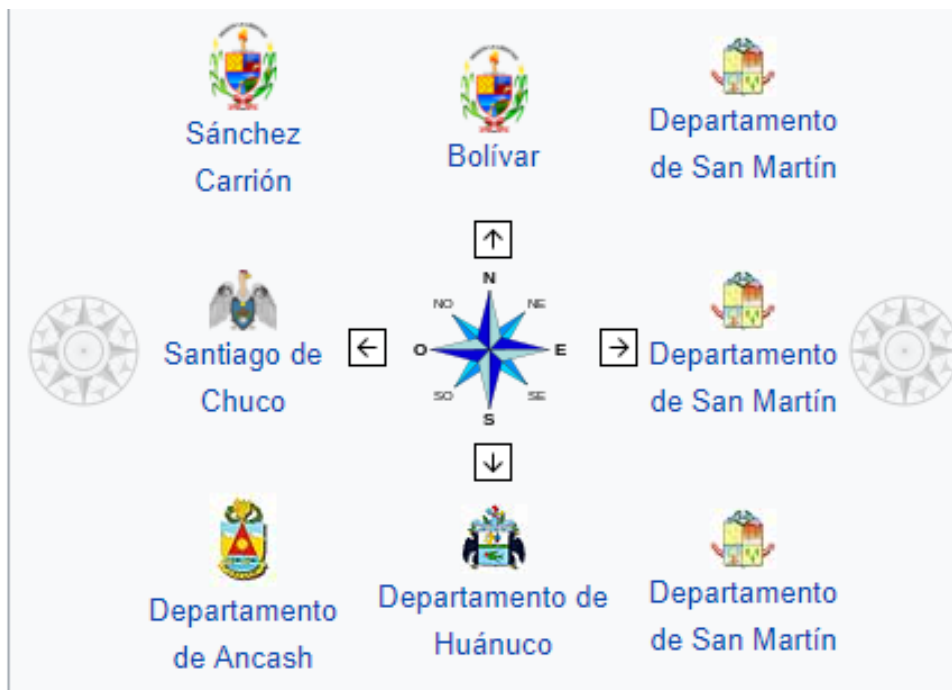 Sánchez
Carrión
Bolívar
Departamento
de San Martín
Santiago de
Chuco
N
NO
NE
O
E
SO
SE
S
Departamento
de San Martín
Departamento
de Ancash
Departamento de
Huánuco
Departamento
de San Martín